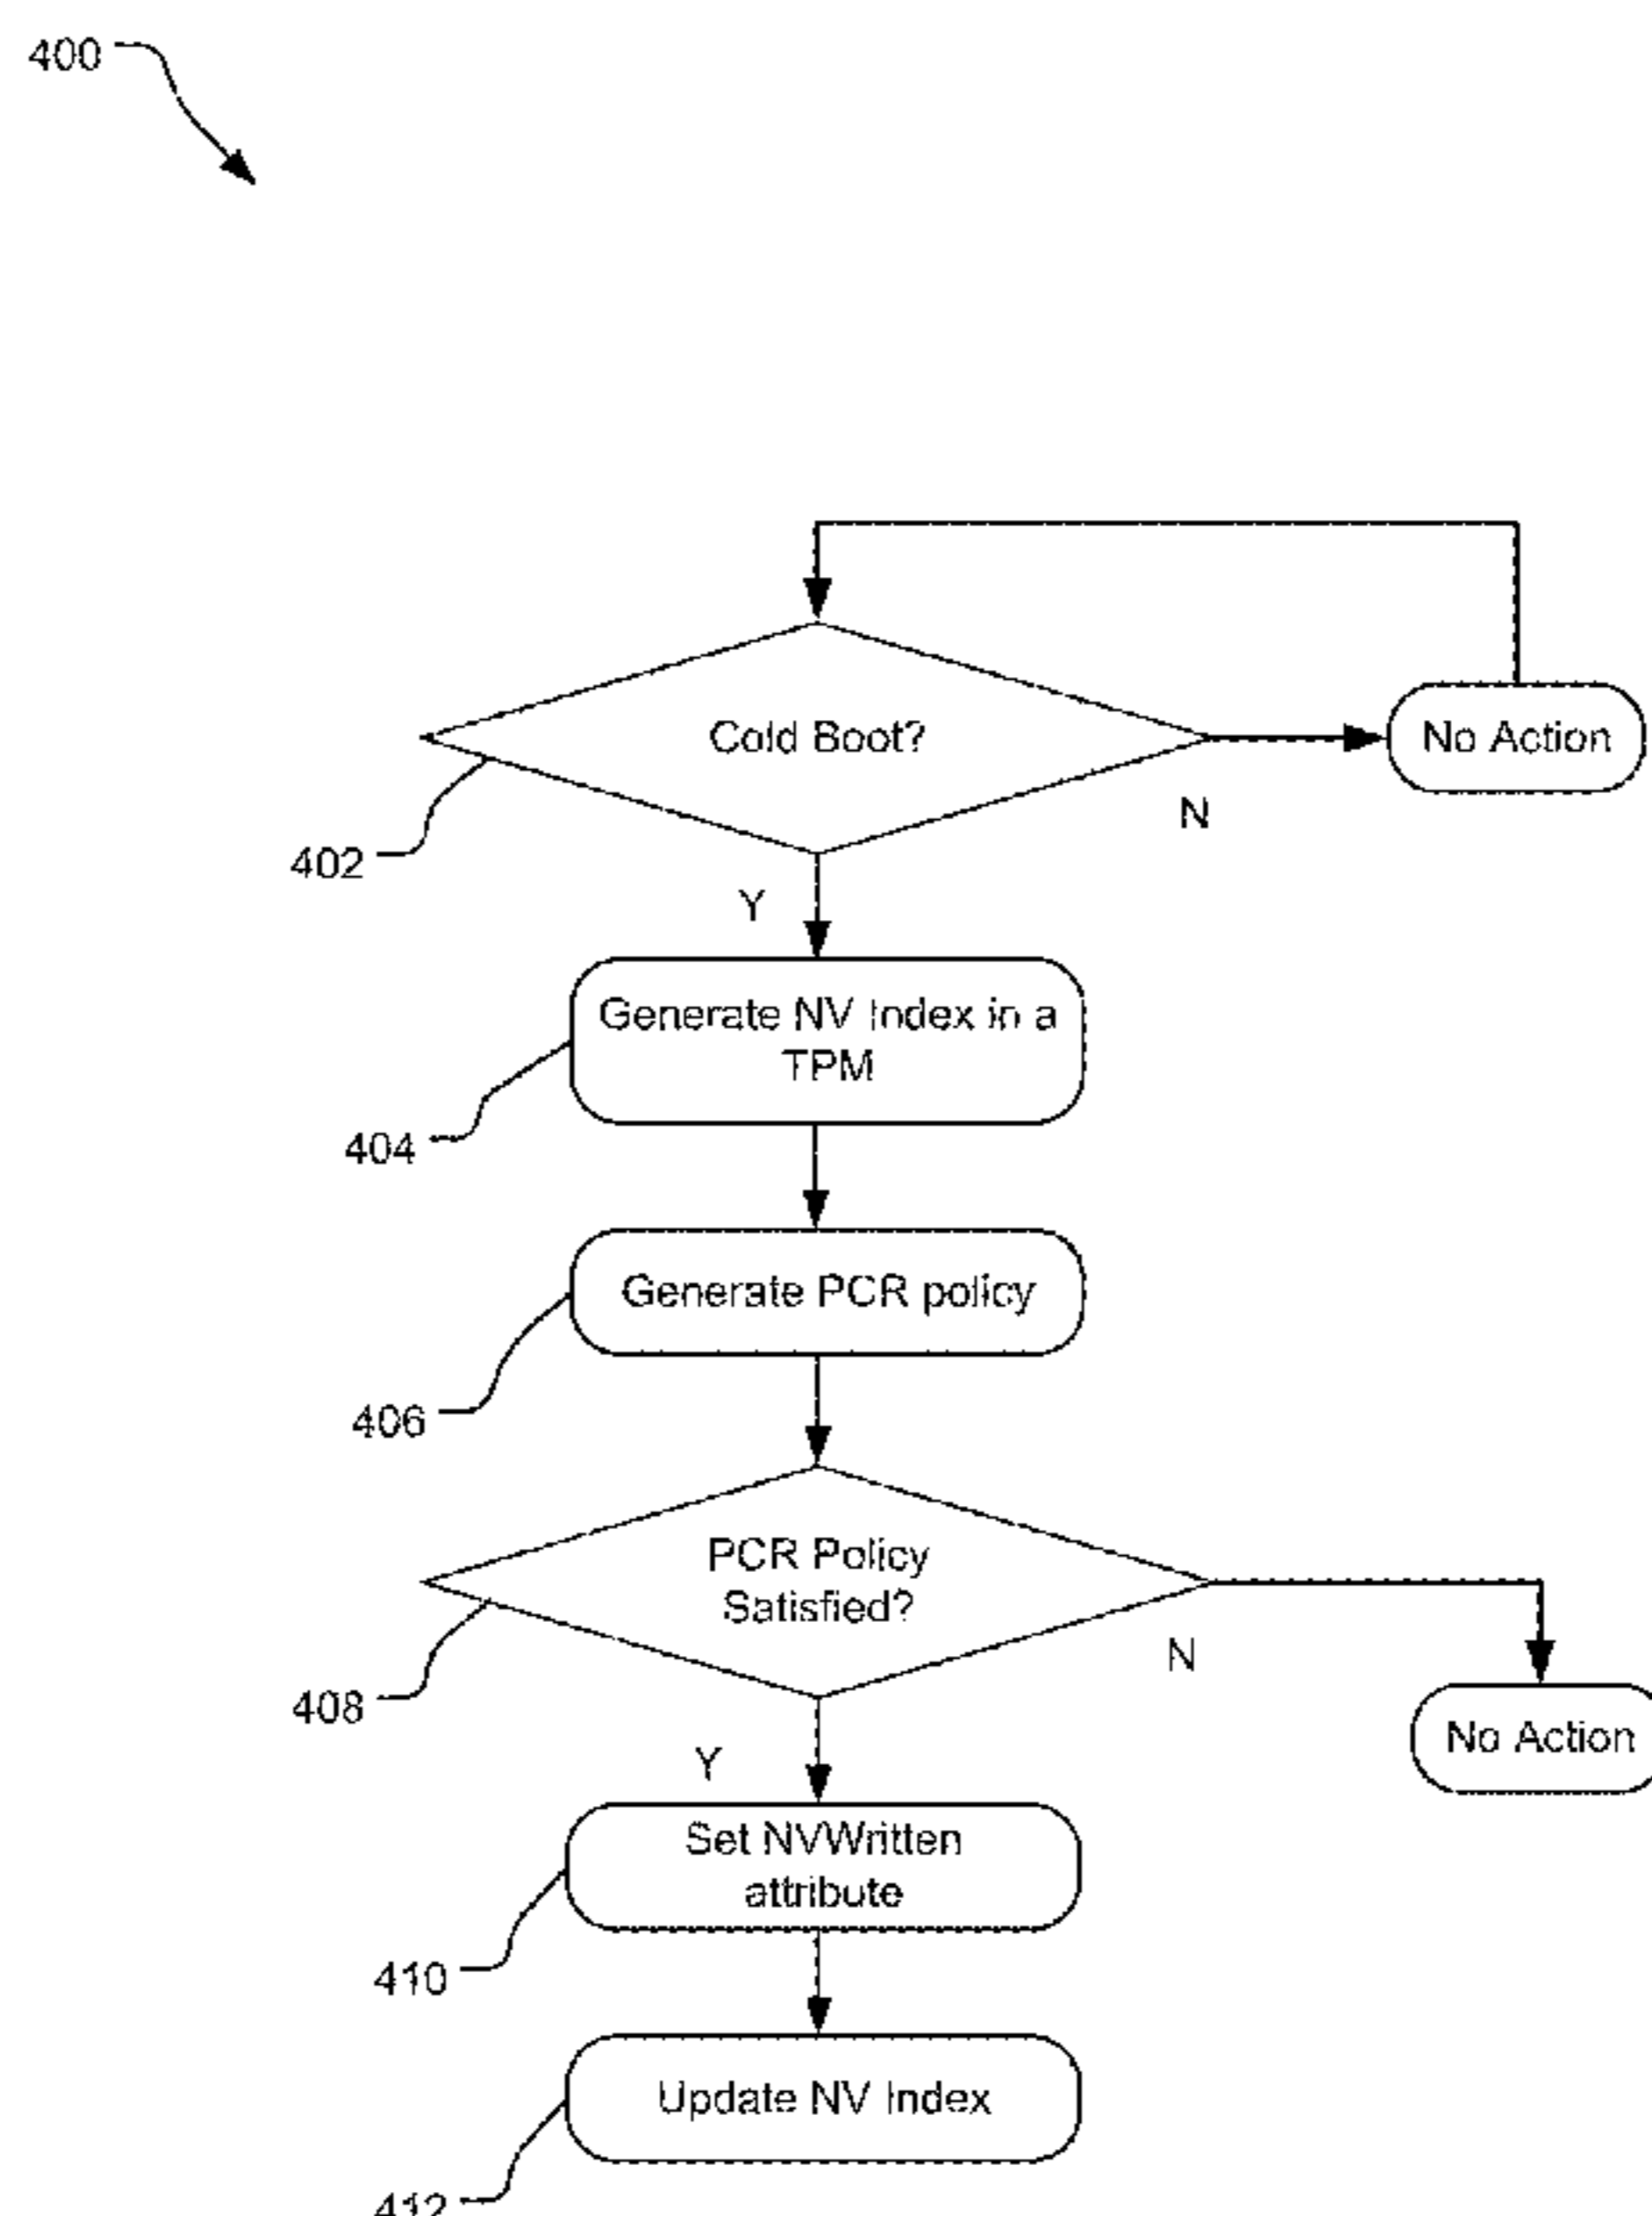 400
Cold Boot?
No Action
N
402
Y
Generate NV Index in a
TPM
404
Generate PCR policy
406
PCR Policy
Satisfied?
N
408
No Action
Y
Set NVWritten
attribute
410
Update NV Index
412